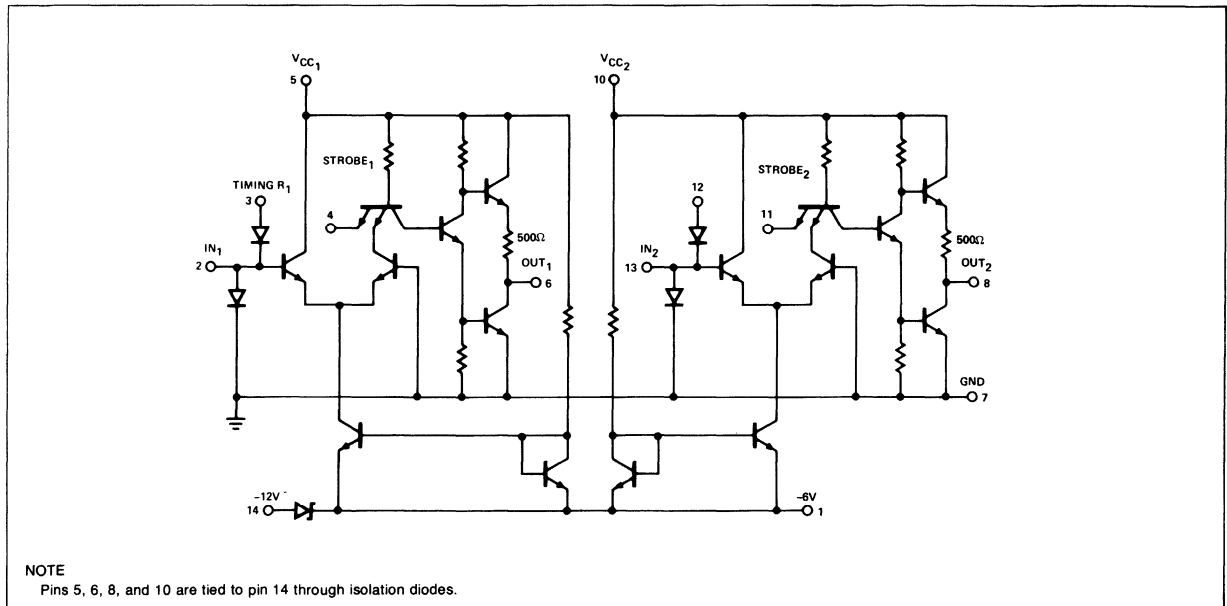 VCC1
5
VCC2
10
STROBE1
TIMING R1
3
4
IN1
2
500Ω
OUT1
6
STROBE2
12
11
IN2
13
500Ω
OUT2
8
GND
7
-12V
14
-6V
1
NOTE
Pins 5, 6, 8, and 10 are tied to pin 14 through isolation diodes.